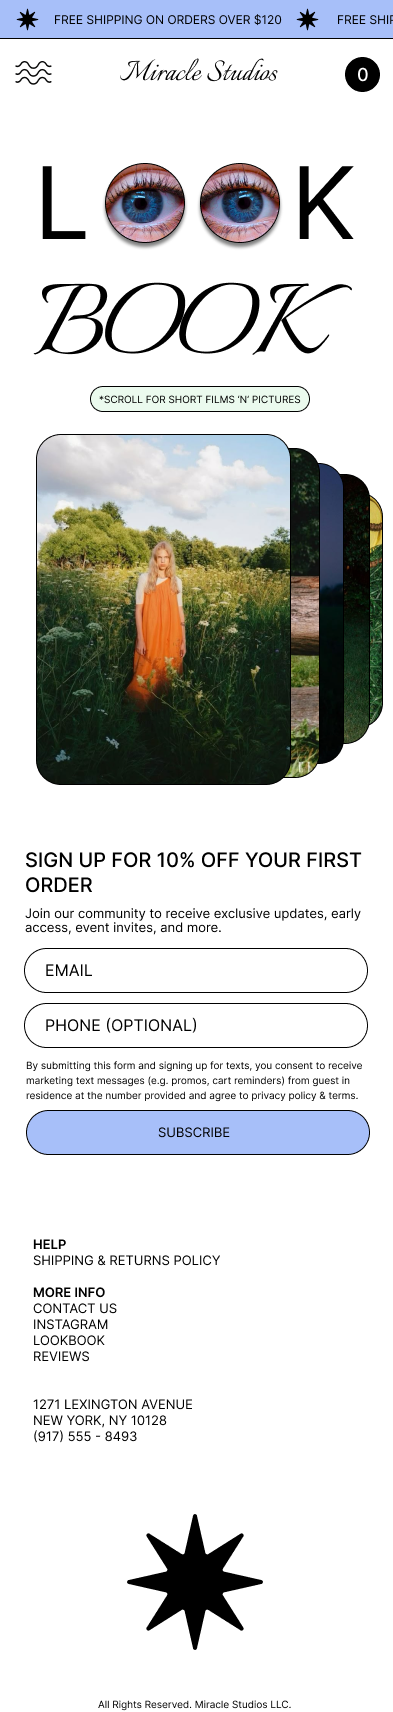 FREE SHIPPING ON ORDERS OVER $120 FREE SHIP
Miracle Studios
0
L K
BOOK
*SCROLL FOR SHORT FILMS 'N' PICTURES
SIGN UP FOR 10% OFF YOUR FIRST
ORDER
Join our community to receive exclusive updates, early
access, event invites, and more.
EMAIL
PHONE (OPTIONAL)
By submitting this form and signing up for texts, you consent to receive
marketing text messages (e.g. promos, cart reminders) from guest in
residence at the number provided and agree to privacy policy & terms.
SUBSCRIBE
HELP
SHIPPING & RETURNS POLICY
MORE INFO
CONTACT US
INSTAGRAM
LOOKBOOK
REVIEWS
1271 LEXINGTON AVENUE
NEW YORK, NY 10128
(917) 555 - 8493
All Rights Reserved. Miracle Studios LLC.